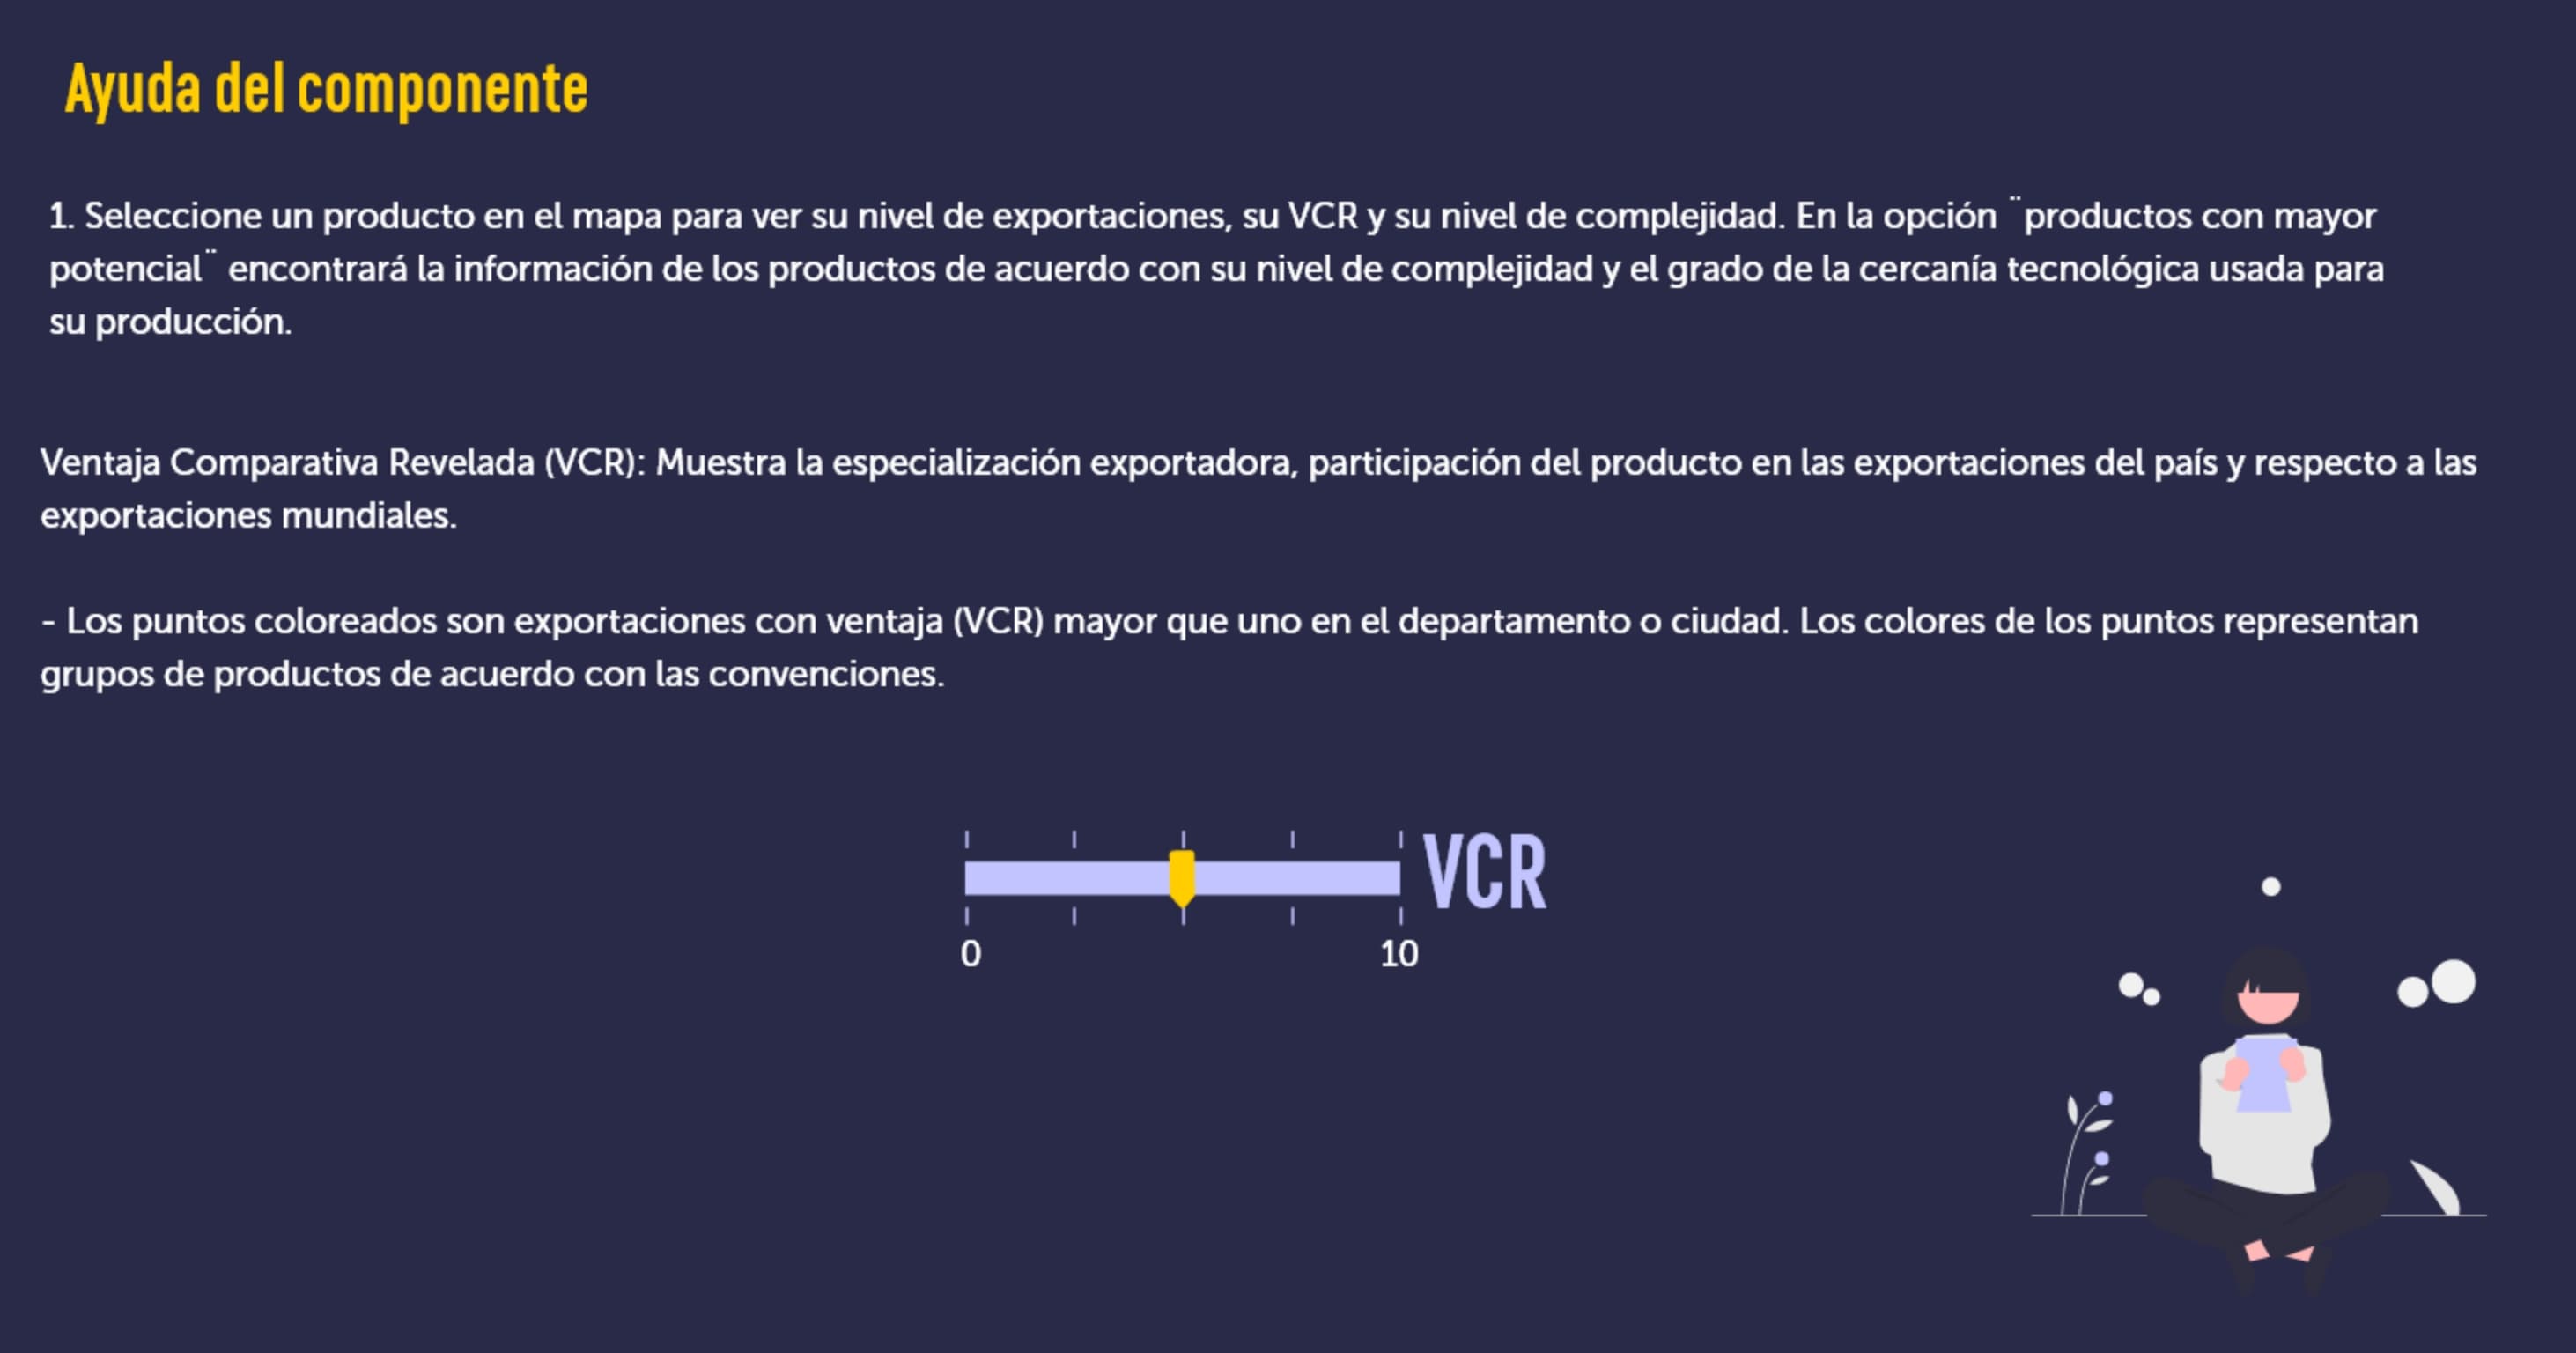 Ayuda del componente
1. Seleccione un producto en el mapa para ver su nivel de exportaciones, su VCR y su nivel de complejidad. En la opción ¨productos con mayor
potencial¨ encontrará la información de los productos de acuerdo con su nivel de complejidad y el grado de la cercanía tecnológica usada para
su producción.
Ventaja Comparativa Revelada (VCR): Muestra la especialización exportadora, participación del producto en las exportaciones del país y respecto a las
exportaciones mundiales.
- Los puntos coloreados son exportaciones con ventaja (VCR) mayor que uno en el departamento o ciudad. Los colores de los puntos representan
grupos de productos de acuerdo con las convenciones.
VCR
0
10